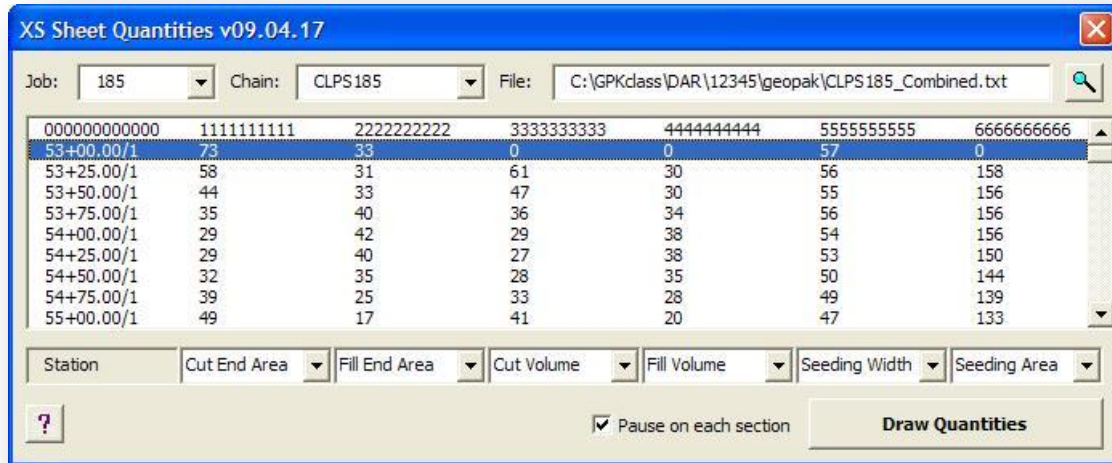 XS Sheet Quantities v09.04.17
Job: 185 Chain: CLPS185 File: C:\GPKclass\DAR\12345\geopak\CLPS185_Combined.txt
000000000000 1111111111 2222222222 3333333333 4444444444 5555555555 6666666666
53+00.00/1 73 33 0 0 57 0
53+25.00/1 58 31 61 30 56 158
53+50.00/1 44 33 47 30 55 156
53+75.00/1 35 40 36 34 56 156
54+00.00/1 29 42 29 38 54 156
54+25.00/1 29 40 27 38 53 150
54+50.00/1 32 35 28 35 50 144
54+75.00/1 39 25 33 28 49 139
55+00.00/1 49 17 41 20 47 133
Station Cut End Area Fill End Area Cut Volume Fill Volume Seeding Width Seeding Area
? Pause on each section Draw Quantities